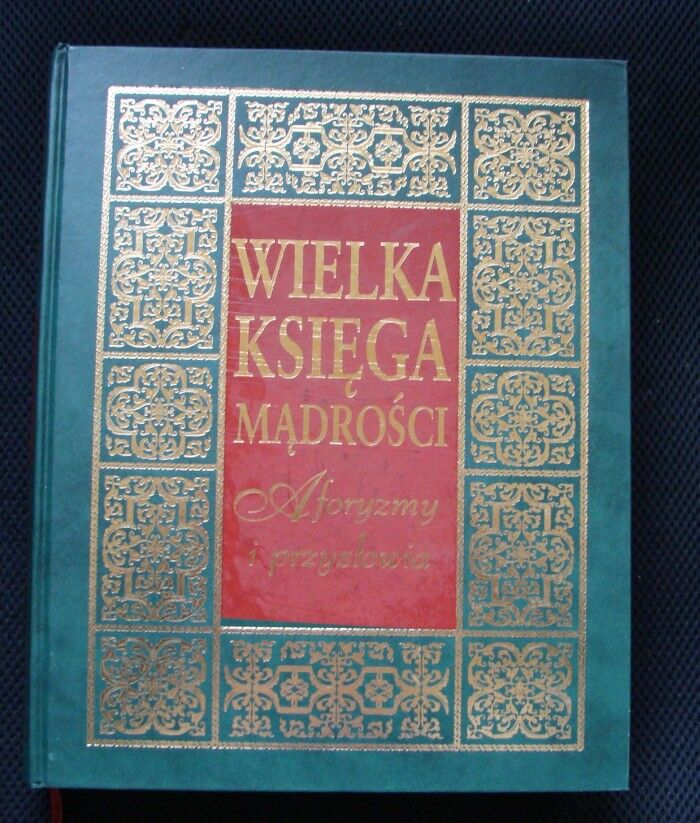 WIELKA
KSIĘGA
MĄDROŚCI
Aforyzmy
i przysłowia